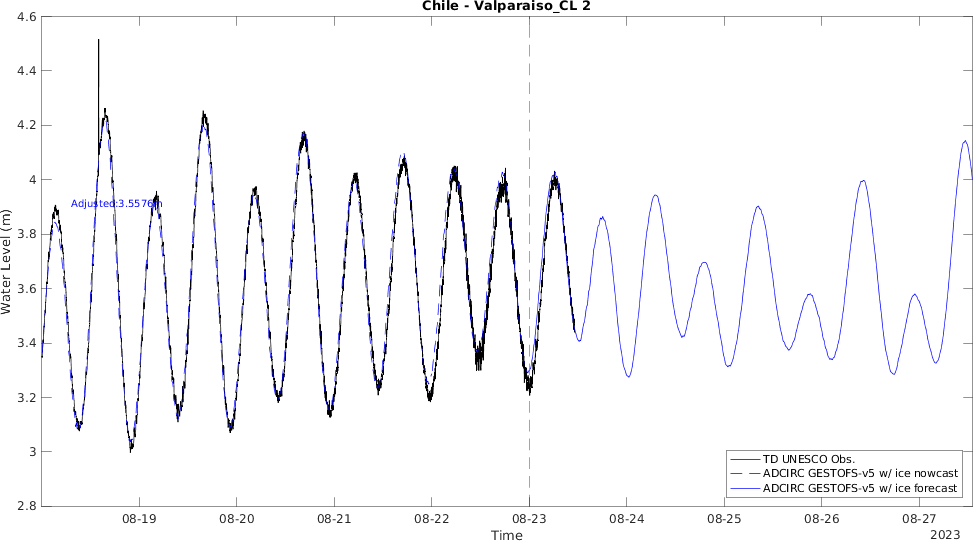 Chile - Valparaiso_CL 2
4.6
4.4
4.2
4
3.8
3.6
3.4
3.2
3
2.8
Water Level (m)
Adjusted:3.5576m
TD UNESCO Obs.
ADCIRC GESTOFS-v5 w/ ice nowcast
ADCIRC GESTOFS-v5 w/ ice forecast
08-19 08-20 08-21 08-22 08-23 08-24 08-25 08-26 08-27
Time
2023